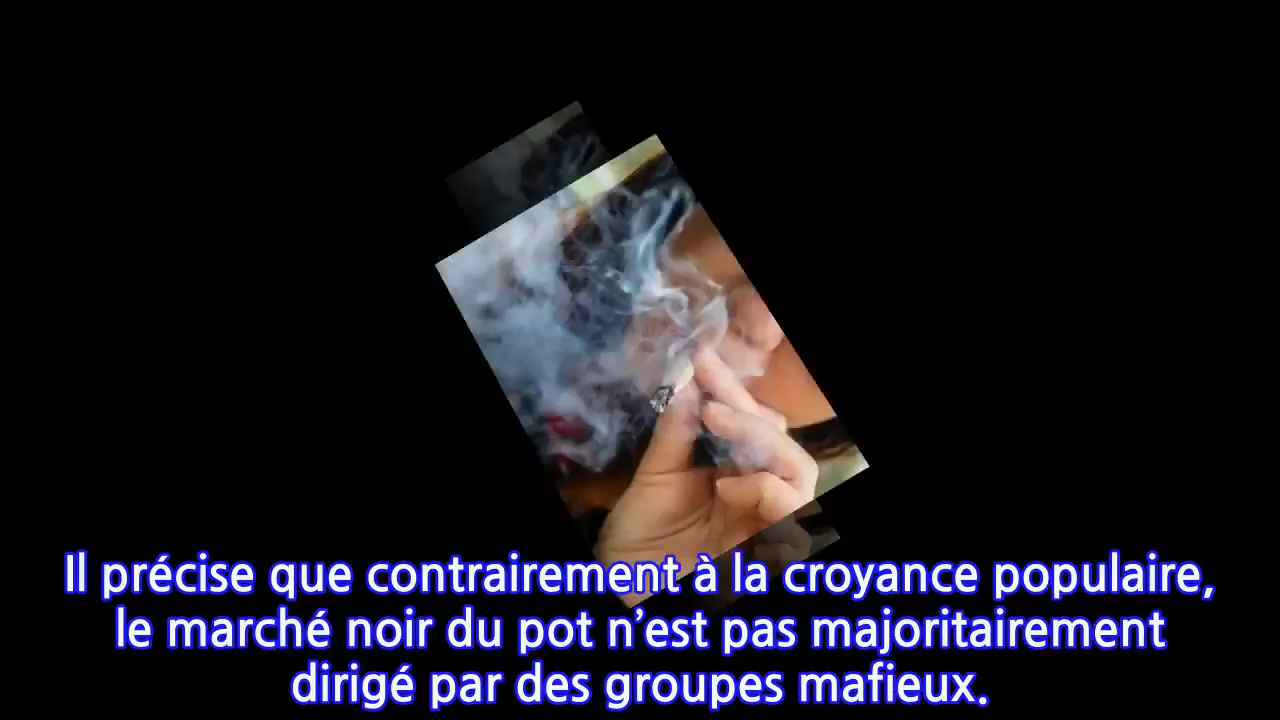 Il précise que contrairement à la croyance populaire,
le marché noir du pot n’est pas majoritairement
dirigé par des groupes mafieux.